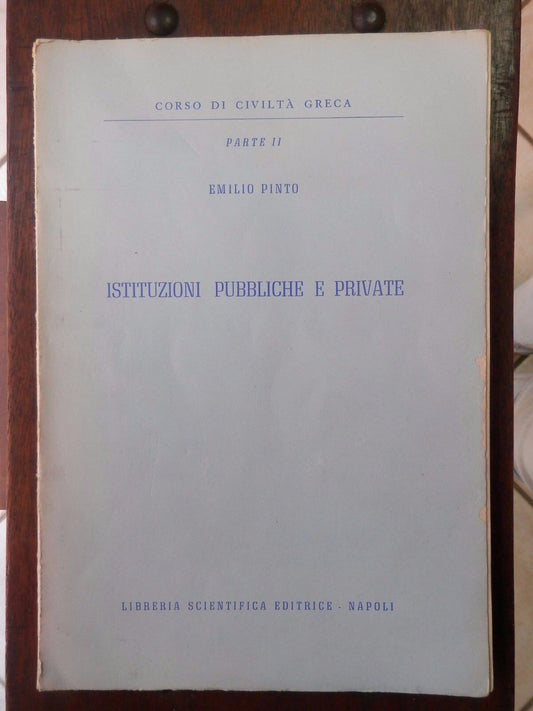 CORSO DI CIVILTÀ GRECA
PARTE II
EMILIO PINTO
ISTITUZIONI PUBBLICHE E PRIVATE
LIBRERIA SCIENTIFICA EDITRICE - NAPOLI